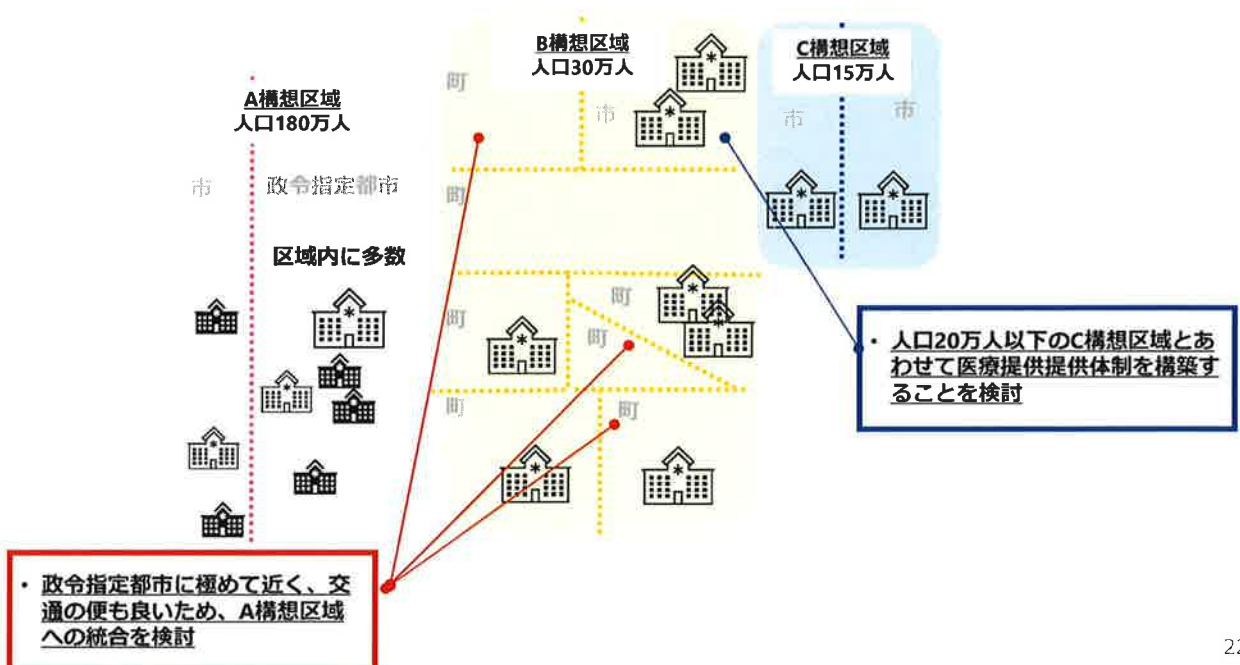 A構想区域
人口180万人
市
政令指定都市
区域内に多数
B構想区域
人口30万人
町
市
町
町
町
町
町
町
C構想区域
人口15万人
市
市
・ 人口20万人以下のC構想区域とあ
わせて医療提供提供体制を構築す
ることを検討
・ 政令指定都市に極めて近く、交
通の便も良いため、A構想区域
への統合を検討
22